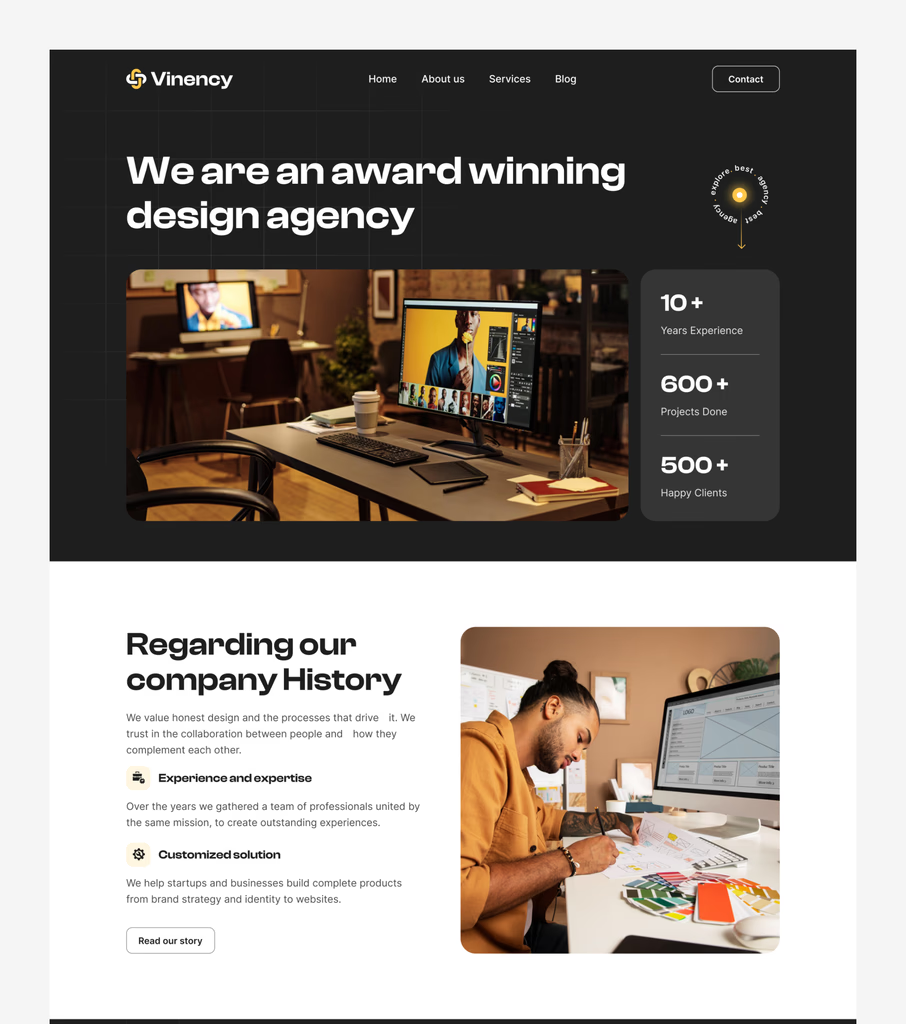 Vinency
Home
About us
Services
Blog
Contact
We are an award winning
design agency
explore. best . agency . best . agency .
10 +
Years Experience
600 +
Projects Done
500 +
Happy Clients
Regarding our
company History
We value honest design and the processes that drive it. We
trust in the collaboration between people and how they
complement each other.
Experience and expertise
Over the years we gathered a team of professionals united by
the same mission, to create outstanding experiences.
Customized solution
We help startups and businesses build complete products
from brand strategy and identity to websites.
Read our story
LOGO